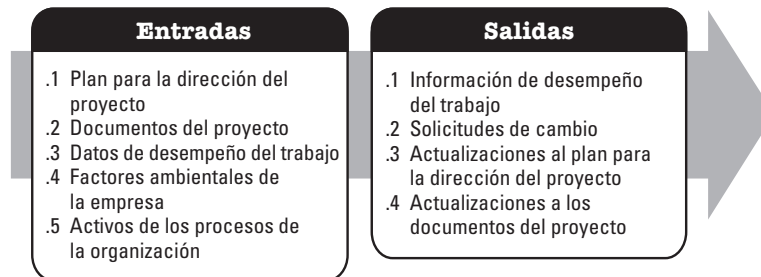 Entradas
.1 Plan para la dirección del
proyecto
.2 Documentos del proyecto
.3 Datos de desempeño del trabajo
.4 Factores ambientales de
la empresa
.5 Activos de los procesos de
la organización
Salidas
.1 Información de desempeño
del trabajo
.2 Solicitudes de cambio
.3 Actualizaciones al plan para
la dirección del proyecto
.4 Actualizaciones a los
documentos del proyecto